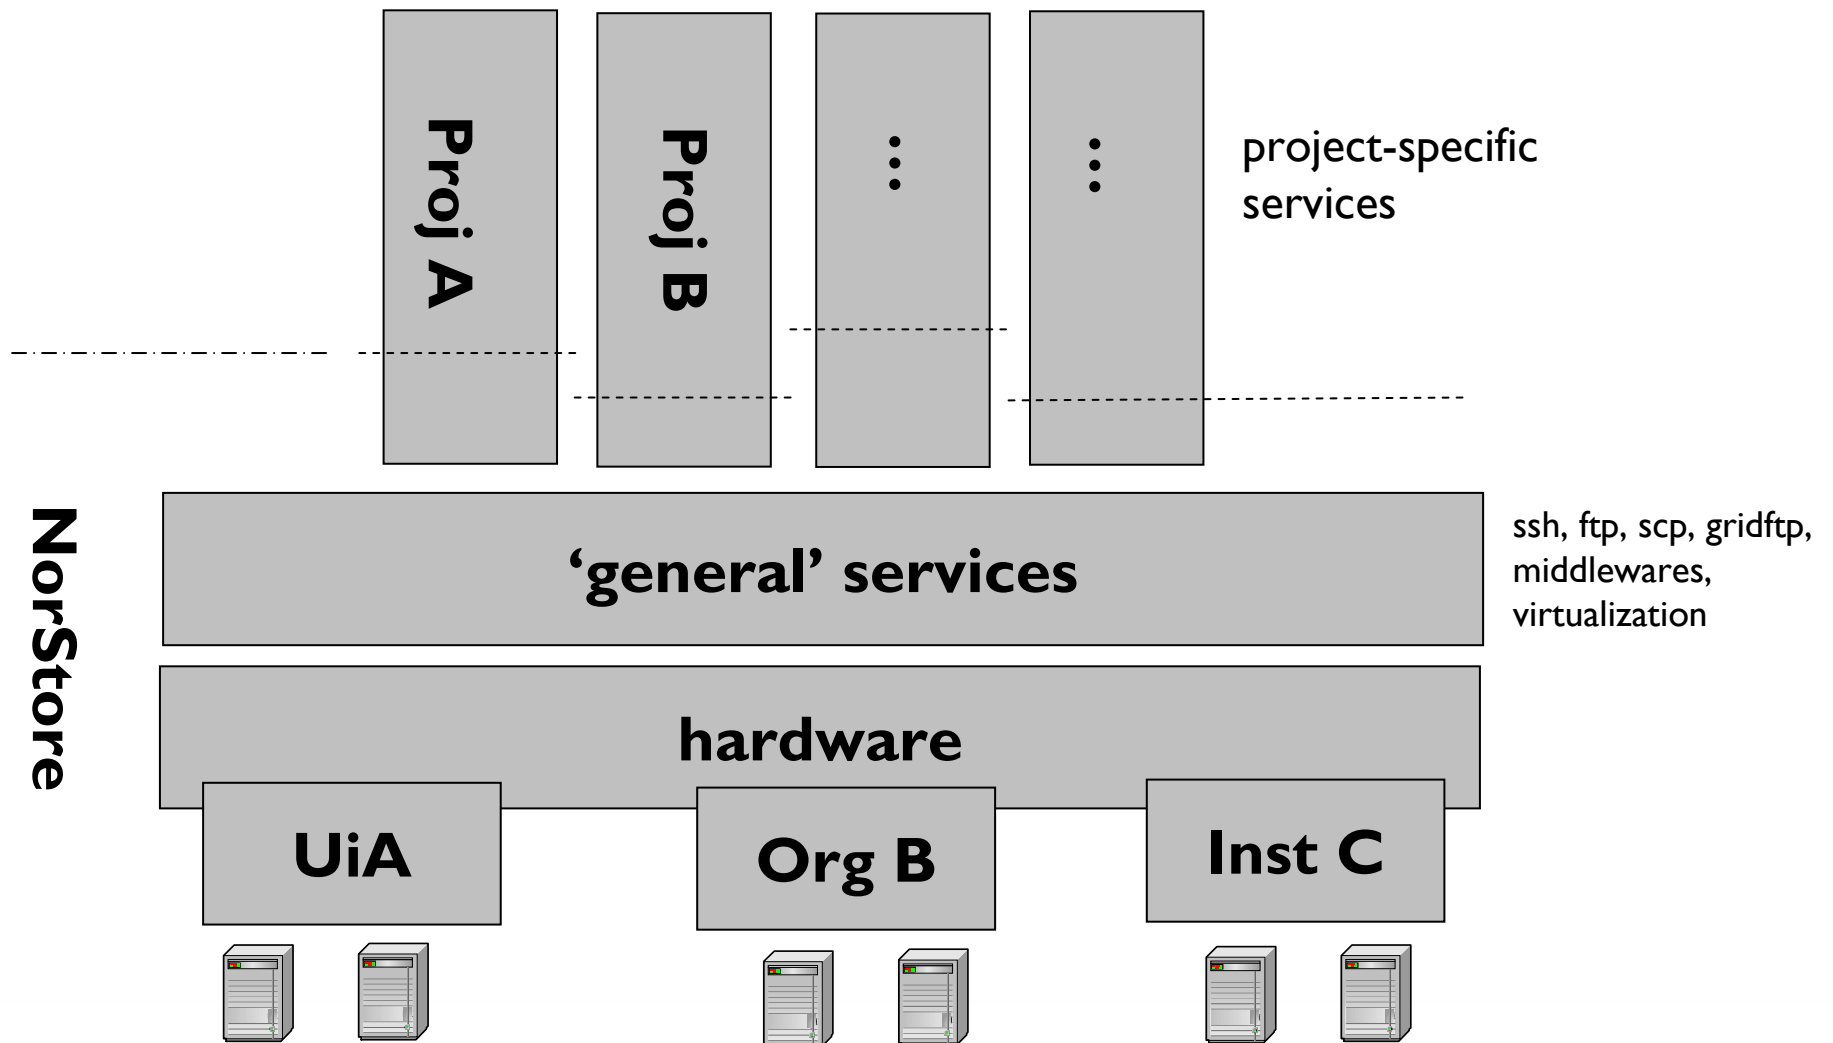 Proj A
Proj B
...
...
project-specific
services
NorStore
‘general’ services
ssh, ftp, scp, gridftp,
middlewares,
virtualization
hardware
UiA
Org B
Inst C